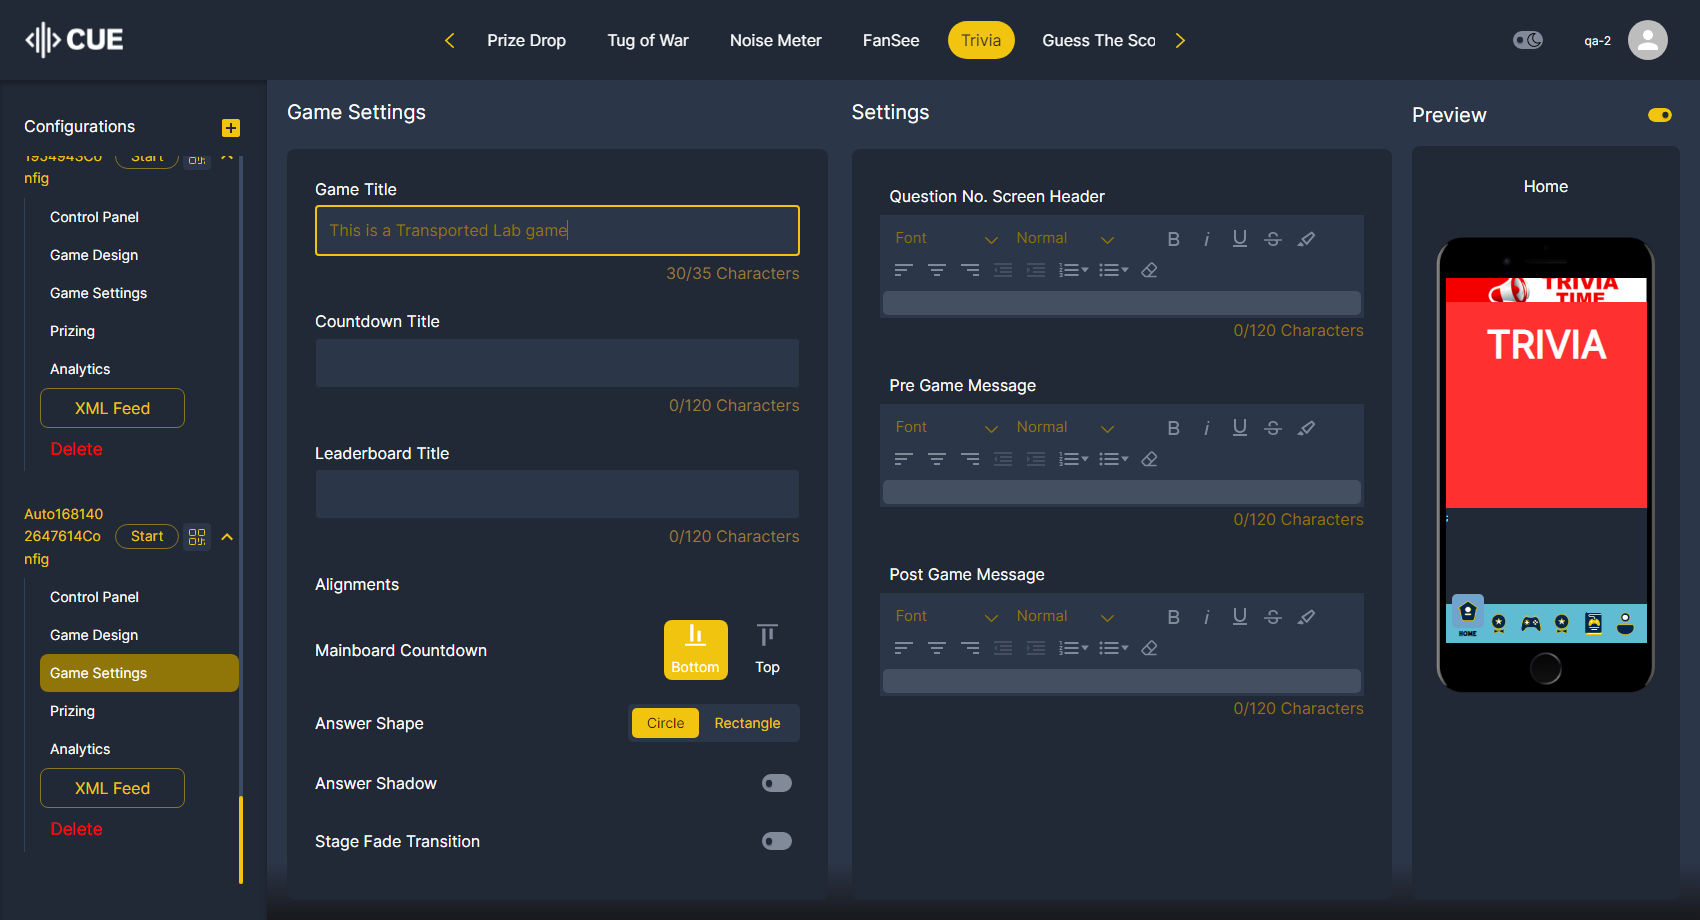 CUE
Prize Drop
Tug of War
Noise Meter
FanSee
Trivia
Guess The Sco
qa-2
Configurations
1954943Co
nfig
Start
Control Panel
Game Design
Game Settings
Prizing
Analytics
XML Feed
Delete
Auto168140
2647614Co
nfig
Start
Control Panel
Game Design
Game Settings
Prizing
Analytics
XML Feed
Delete
Game Settings
Game Title
This is a Transported Lab game
30/35 Characters
Countdown Title
0/120 Characters
Leaderboard Title
0/120 Characters
Alignments
Mainboard Countdown
Bottom
Top
Answer Shape
Circle
Rectangle
Answer Shadow
Stage Fade Transition
Settings
Question No. Screen Header
Font
Normal
0/120 Characters
Pre Game Message
Font
Normal
0/120 Characters
Post Game Message
Font
Normal
0/120 Characters
Preview
Home
TRIVIA
TIME
TRIVIA
;
HOME